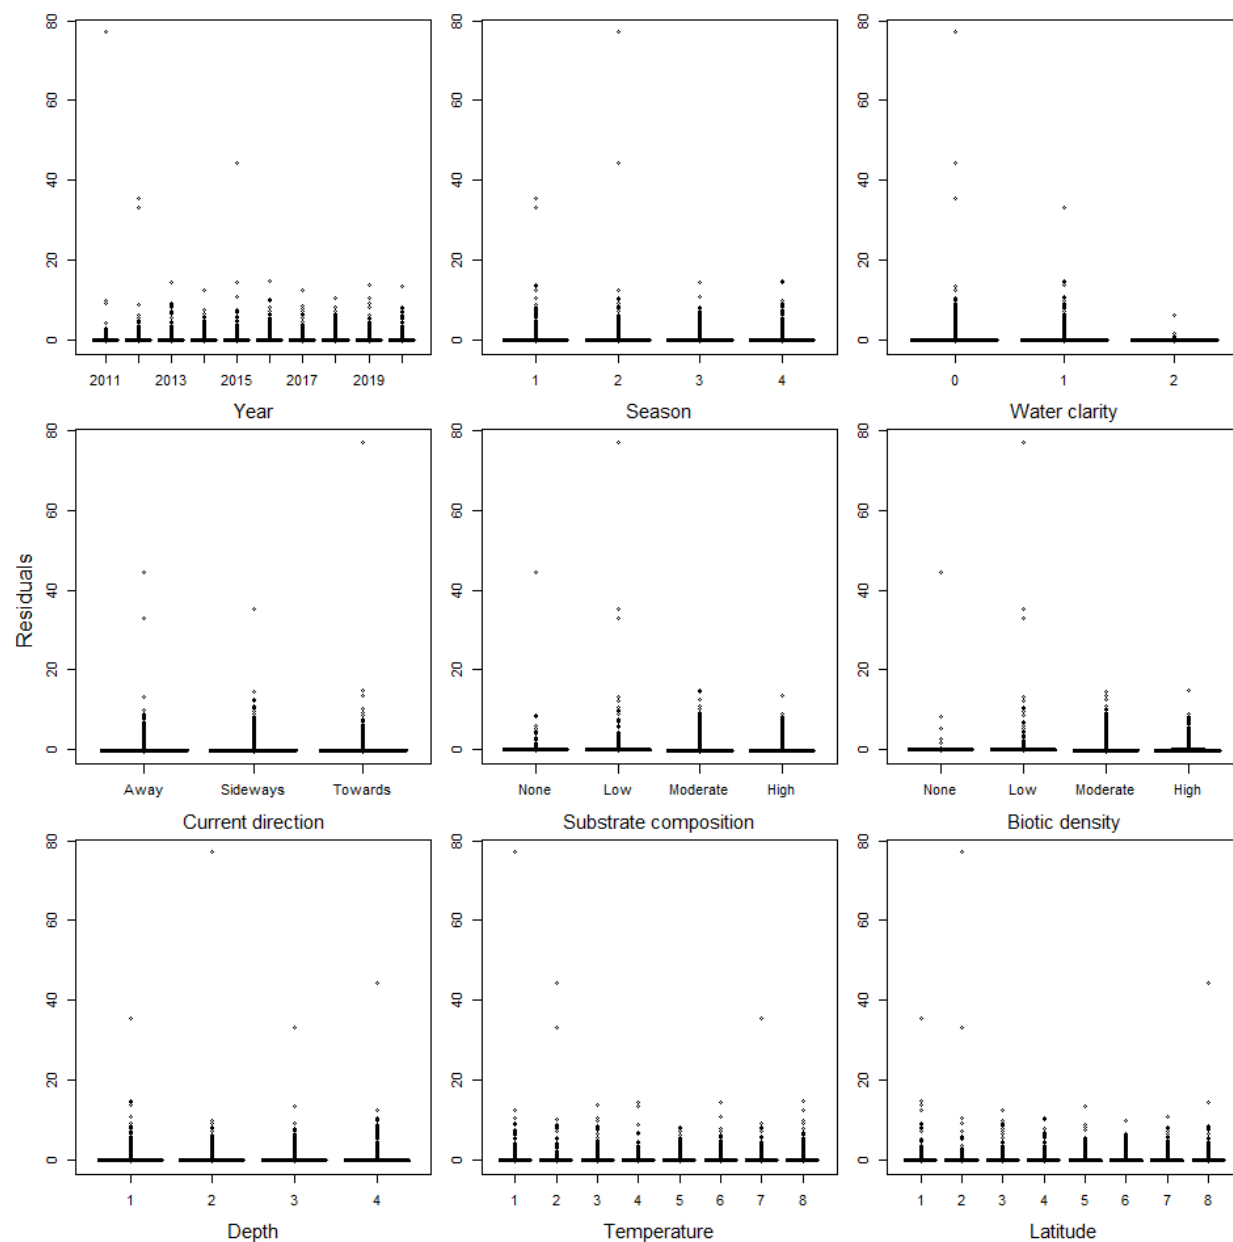 80
60
40
20
0
2011 2013 2015 2017 2019
Year
80
60
40
20
0
1 2 3 4
Season
80
60
40
20
0
0 1 2
Water clarity
Residuals
80
60
40
20
0
Away Sideways Towards
Current direction
80
60
40
20
0
None Low Moderate High
Substrate composition
80
60
40
20
0
None Low Moderate High
Biotic density
80
60
40
20
0
1 2 3 4
Depth
80
60
40
20
0
1 2 3 4 5 6 7 8
Temperature
80
60
40
20
0
1 2 3 4 5 6 7 8
Latitude